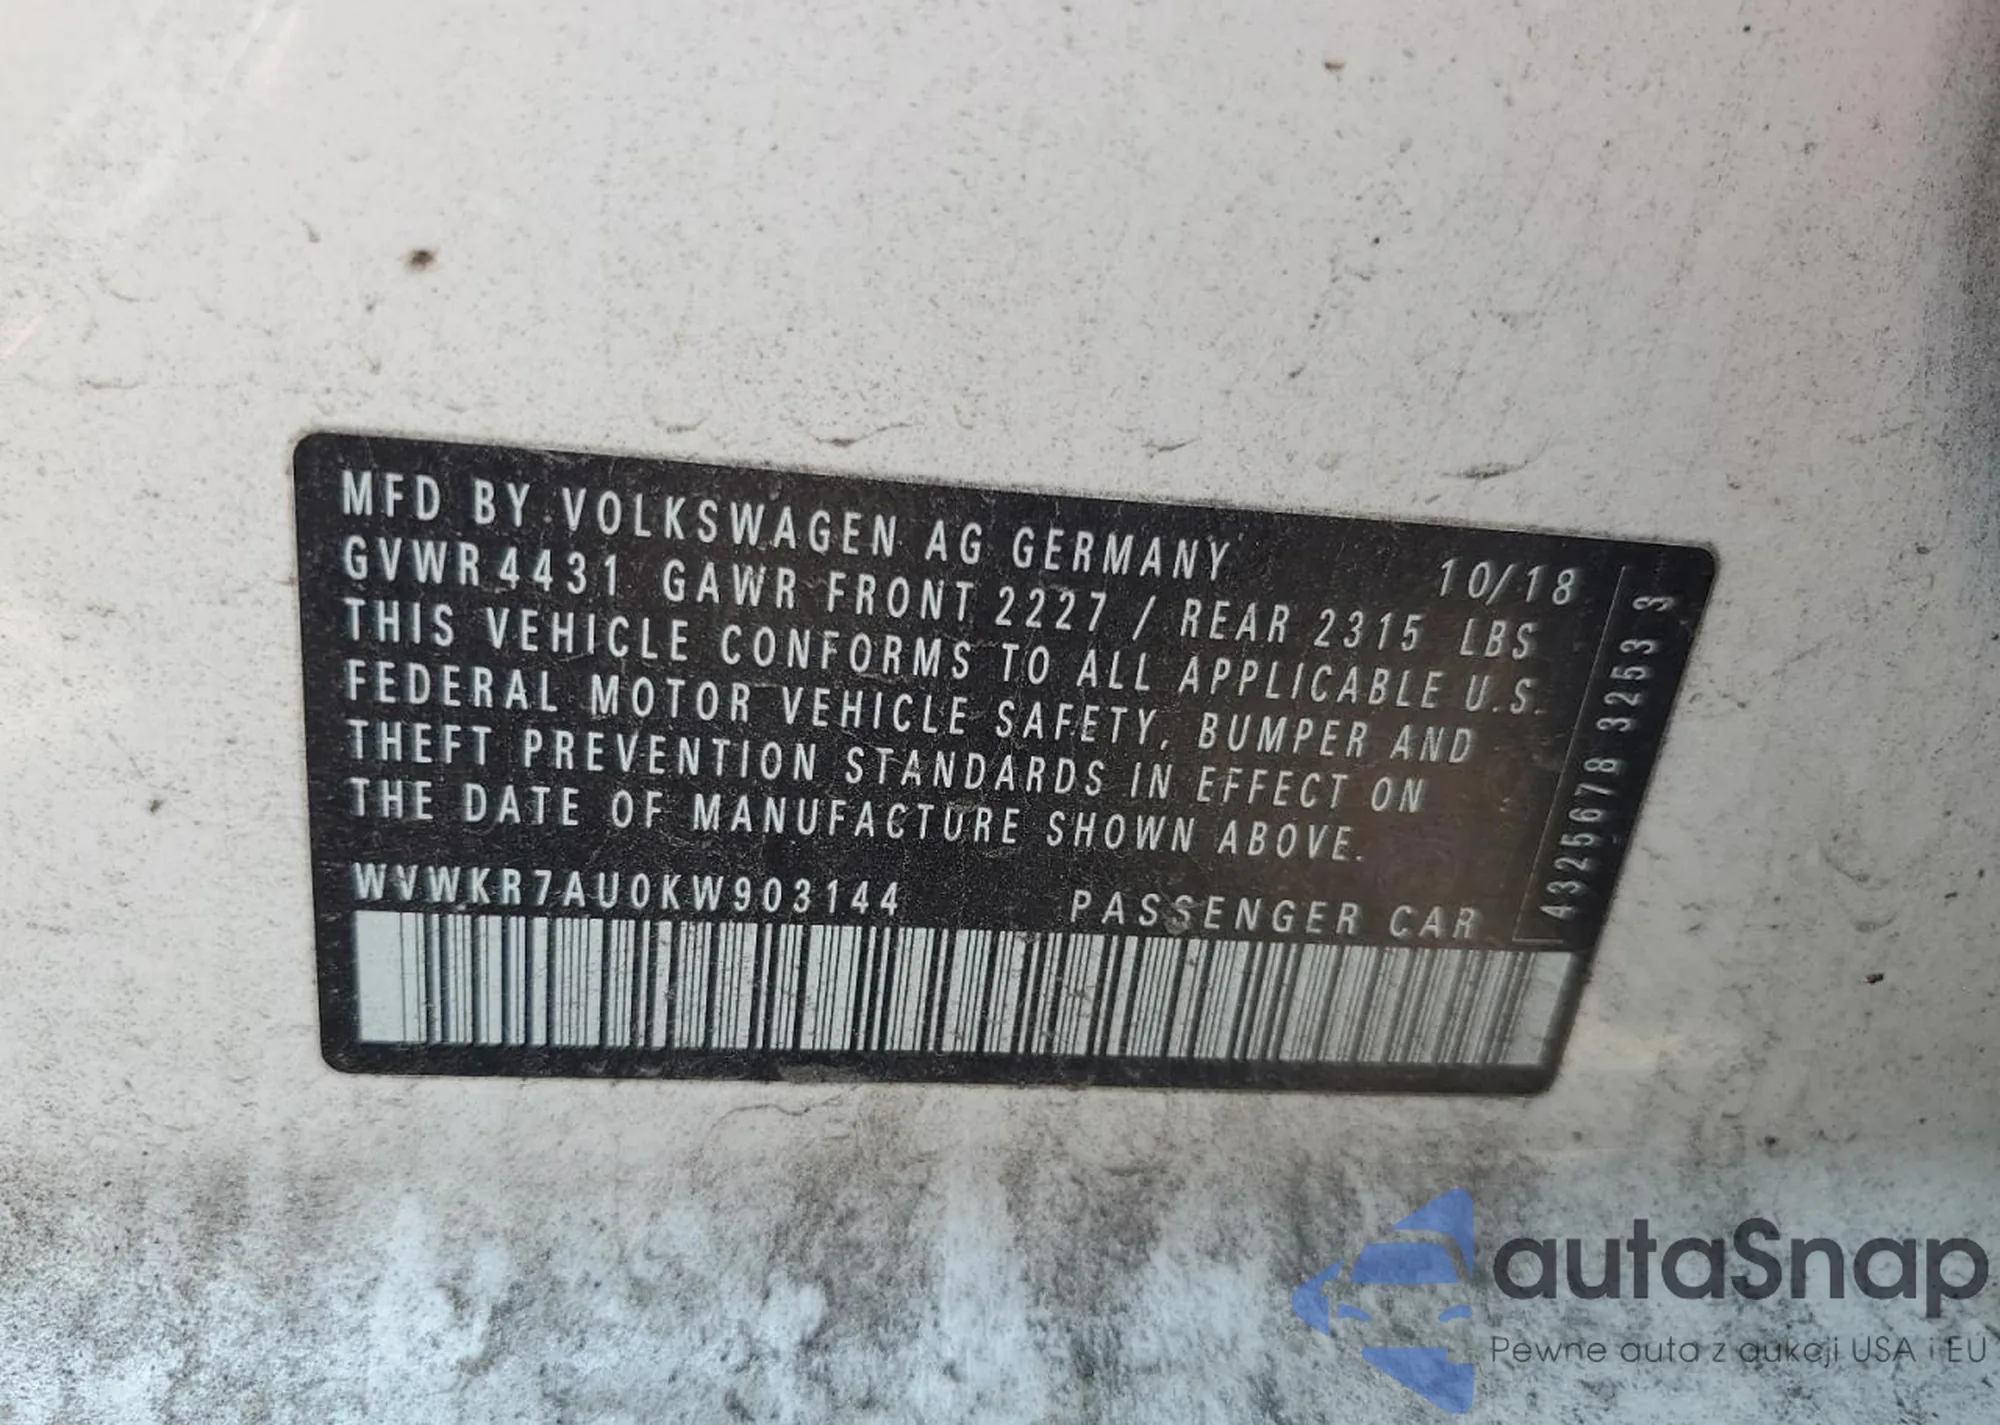 MFD BY VOLKSWAGEN AG GERMANY 10/18
GVWR 4431 GAWR FRONT 2227 / REAR 2315 LBS
THIS VEHICLE CONFORMS TO ALL APPLICABLE U.S.
FEDERAL MOTOR VEHICLE SAFETY, BUMPER AND
THEFT PREVENTION STANDARDS IN EFFECT ON
THE DATE OF MANUFACTURE SHOWN ABOVE.
WVWKR7AU0KW903144 PASSENGER CAR
4325678 3253 3
autaSnap
Pewne auta z aukcji USA i EU